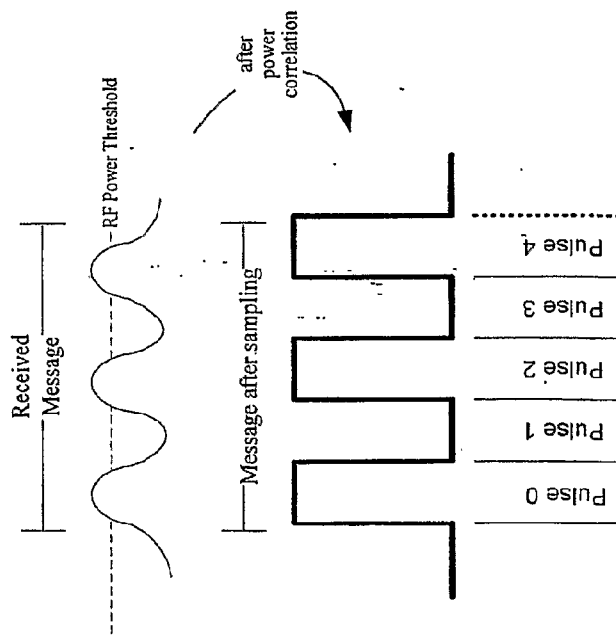 Received
Message
RF Power Threshold
after
power
correlation
Message after sampling
Pulse 0
Pulse 1
Pulse 2
Pulse 3
Pulse 4